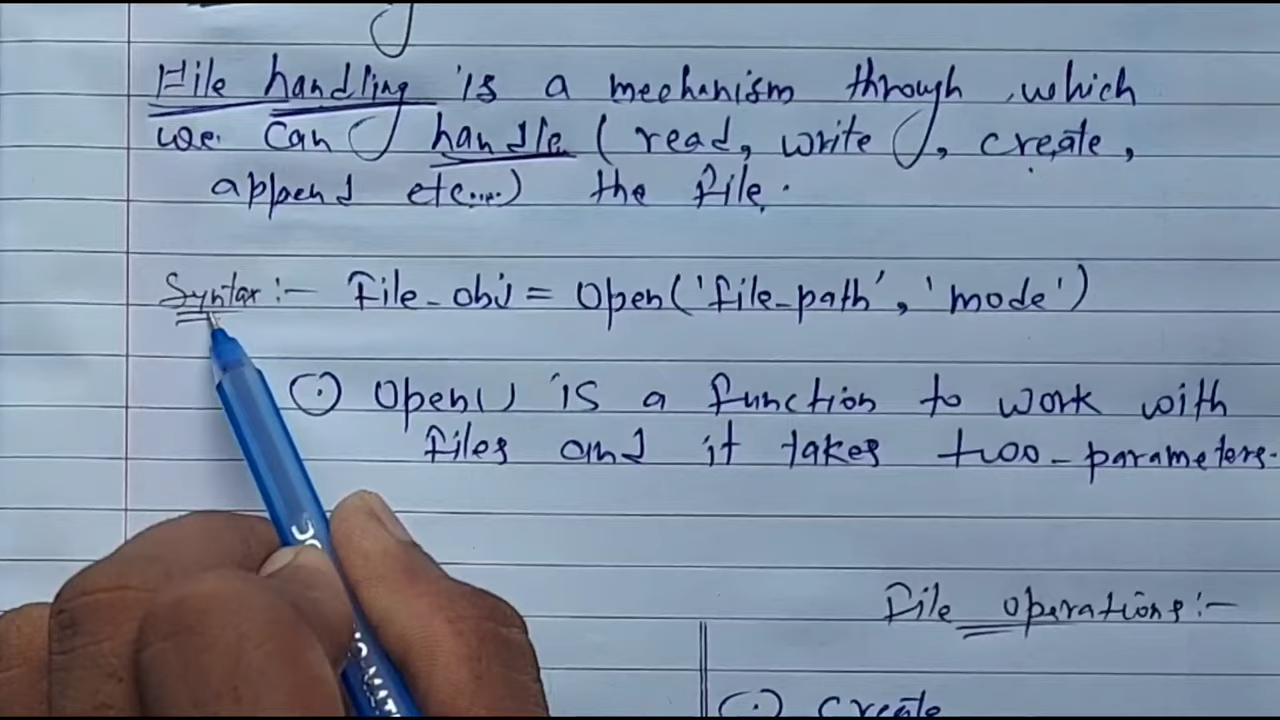 File handling is a mechanism through which
we can handle (read, write, create,
append etc....) the file.
Syntax :- File_obj = open('file_path', 'mode')
open() is a function to work with
files and it takes two-parameters.
File operations :-
create